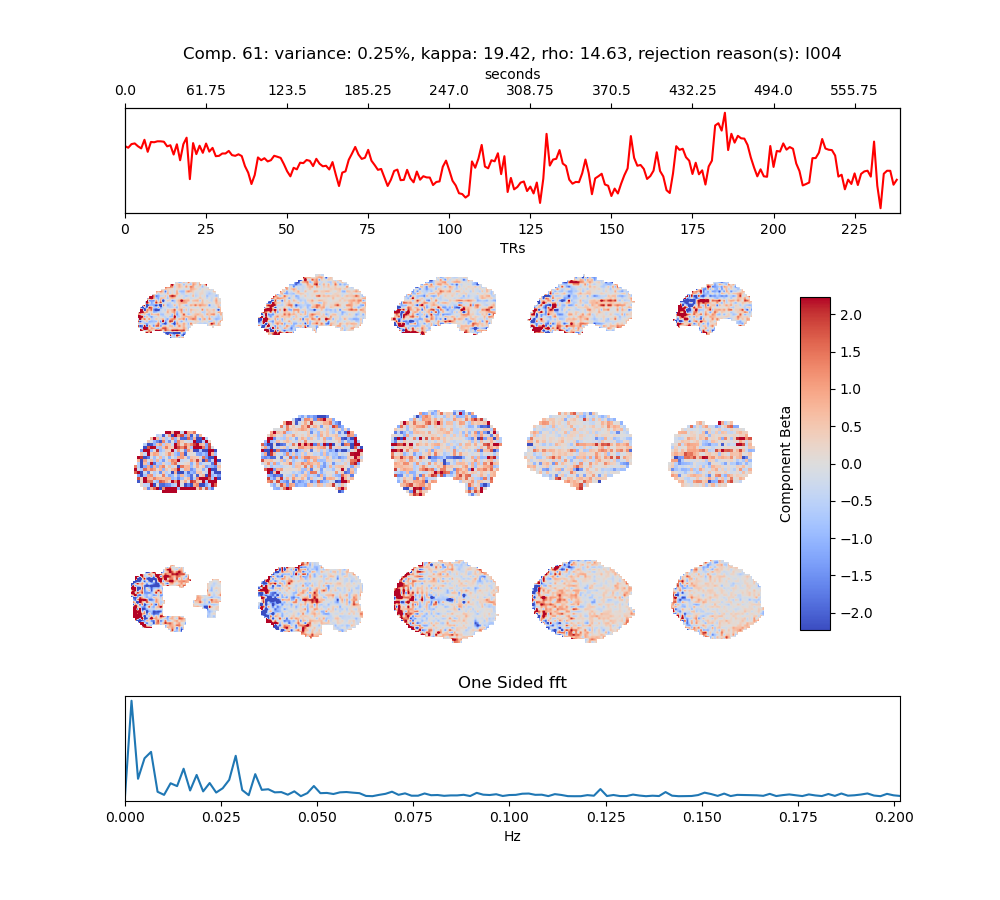 Comp. 61: variance: 0.25%, kappa: 19.42, rho: 14.63, rejection reason(s): I004
seconds
0.0 61.75 123.5 185.25 247.0 308.75 370.5 432.25 494.0 555.75
0 25 50 75 100 125 150 175 200 225
TRs
2.0
1.5
1.0
0.5
0.0
−0.5
−1.0
−1.5
−2.0
Component Beta
One Sided fft
0.000 0.025 0.050 0.075 0.100 0.125 0.150 0.175 0.200
Hz